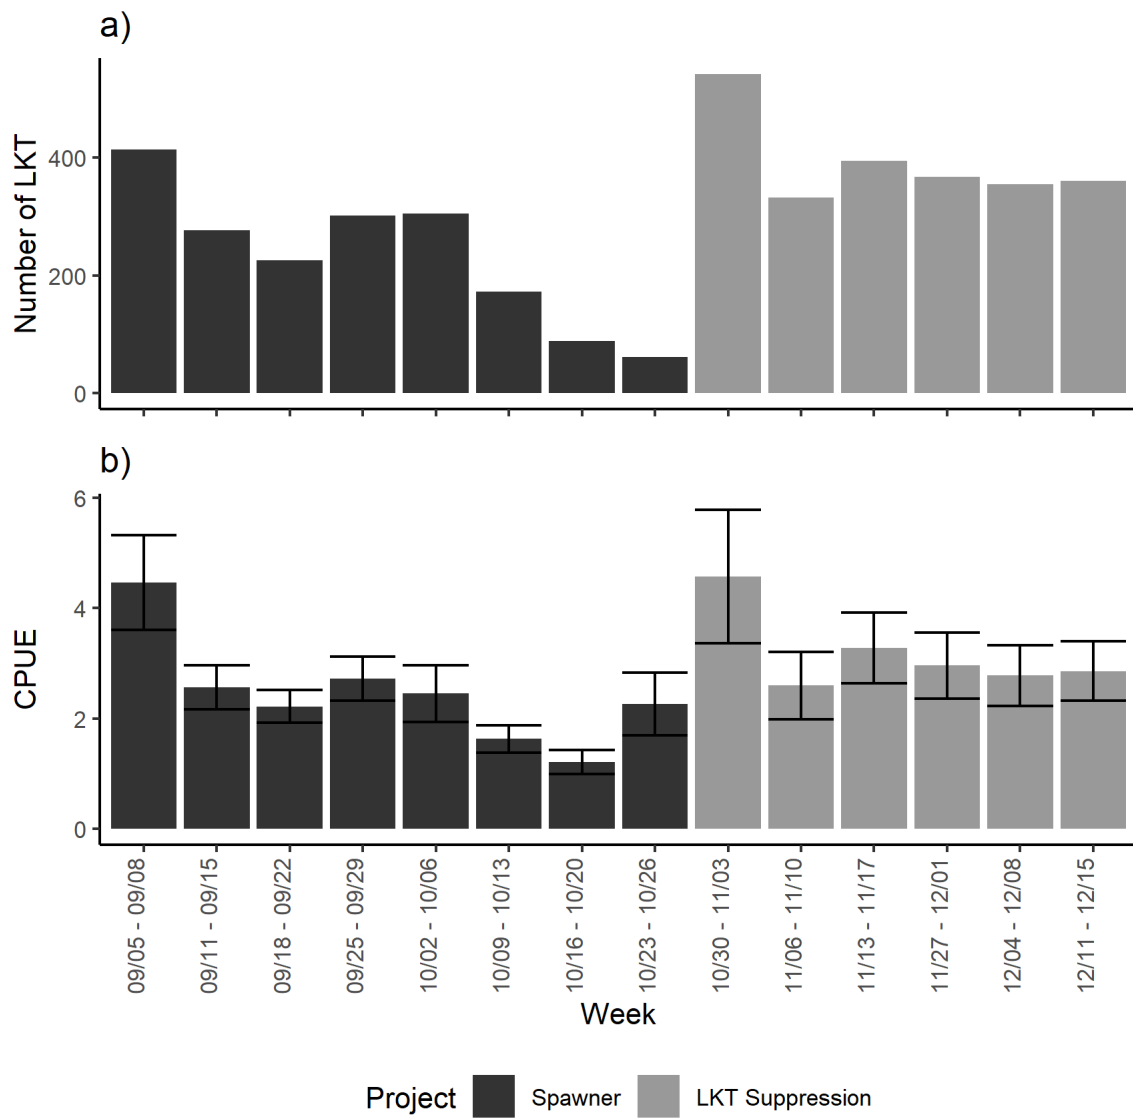 a)
Number of LKT
400
200
0
b)
CPUE
6
4
2
0
09/05 - 09/08
09/11 - 09/15
09/18 - 09/22
09/25 - 09/29
10/02 - 10/06
10/09 - 10/13
10/16 - 10/20
10/23 - 10/26
10/30 - 11/03
11/06 - 11/10
11/13 - 11/17
11/27 - 12/01
12/04 - 12/08
12/11 - 12/15
Week
Project Spawner LKT Suppression